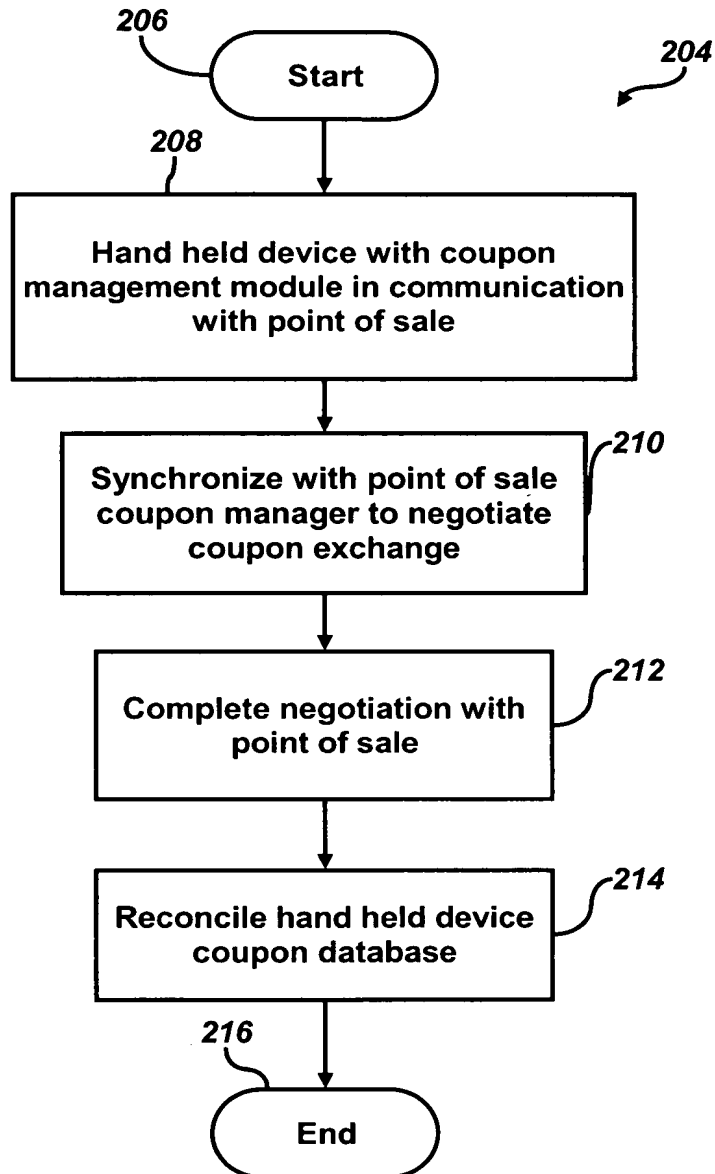 206
Start
204
208
Hand held device with coupon
management module in communication
with point of sale
210
Synchronize with point of sale
coupon manager to negotiate
coupon exchange
212
Complete negotiation with
point of sale
214
Reconcile hand held device
coupon database
216
End